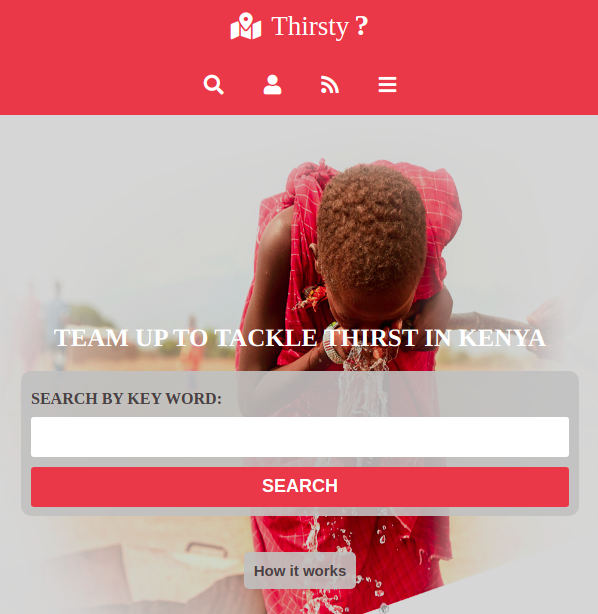 Thirsty ?
TEAM UP TO TACKLE THIRST IN KENYA
SEARCH BY KEY WORD:
SEARCH
How it works